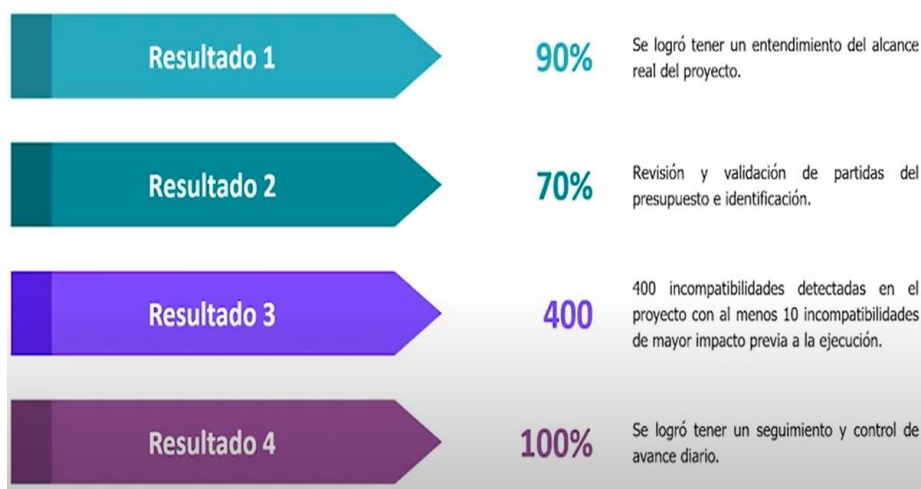 Resultado 1
90%
Se logró tener un entendimiento del alcance
real del proyecto.
Resultado 2
70%
Revisión y validación de partidas del
presupuesto e identificación.
Resultado 3
400
400 incompatibilidades detectadas en el
proyecto con al menos 10 incompatibilidades
de mayor impacto previa a la ejecución.
Resultado 4
100%
Se logró tener un seguimiento y control de
avance diario.